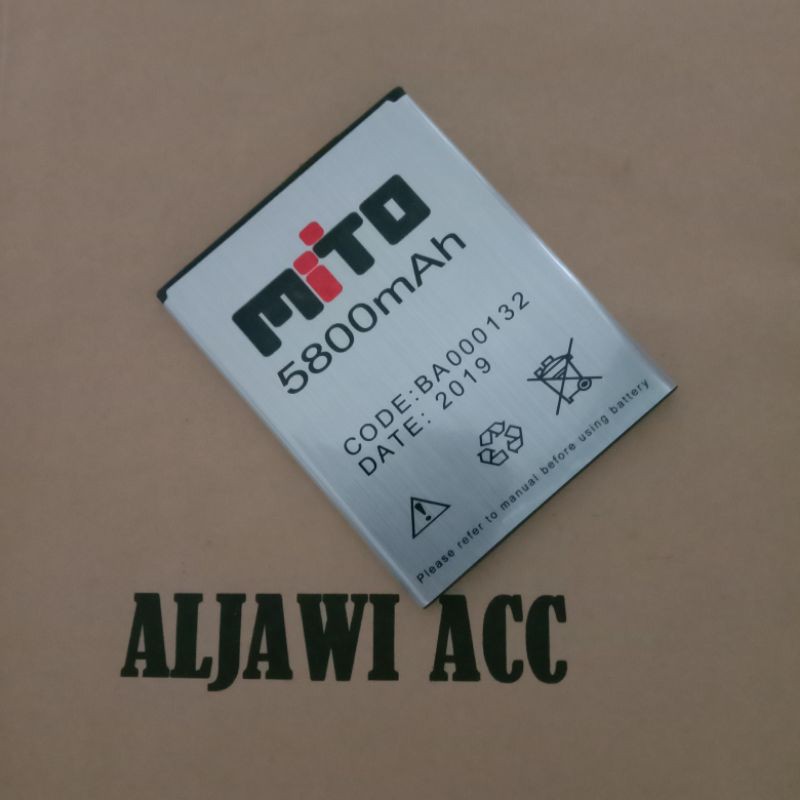 MiTO
5800mAh
CODE:BA000132
DATE: 2019
Please refer to manual before using battery
ALJAWI ACC